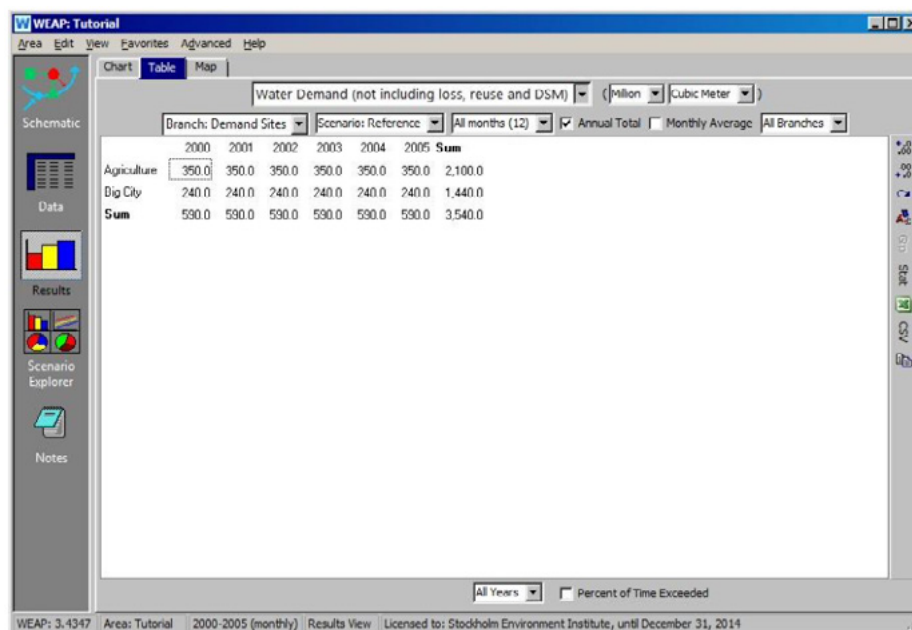 WEAP: Tutorial
Area Edit View Favorites Advanced Help
Chart Table Map
Water Demand (not including loss, reuse and DSM) ( Million Cubic Meter )
Branch: Demand Sites Scenario: Reference All months (12) Annual Total Monthly Average All Branches
2000 2001 2002 2003 2004 2005 Sum
Agriculture 350.0 350.0 350.0 350.0 350.0 350.0 2,100.0
Big City 240.0 240.0 240.0 240.0 240.0 240.0 1,440.0
Sum 590.0 590.0 590.0 590.0 590.0 590.0 3,540.0
Schematic
Data
Results
Scenario
Explorer
Notes
Stat
CSV
All Years Percent of Time Exceeded
WEAP: 3.4347 Area: Tutorial 2000-2005 (monthly) Results View Licensed to: Stockholm Environment Institute, until December 31, 2014